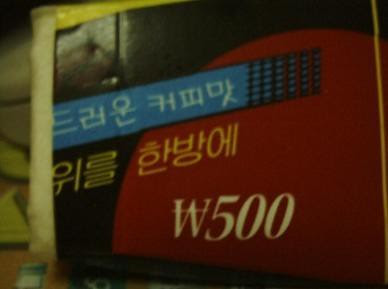 드러운 커피맛
위를 한방에
₩500